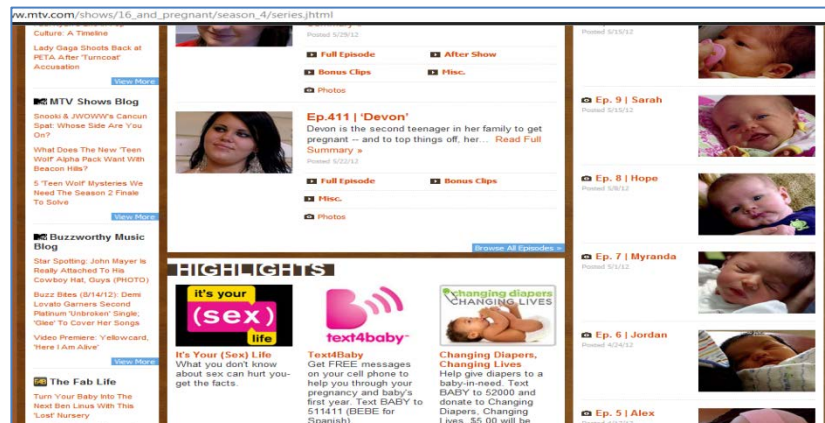 ww.mtv.com/shows/16_and_pregnant/season_4/series.jhtml
Culture: A Timeline
Lady Gaga Shoots Back at
PETA After 'Turncoat'
Accusation
View More
MTV Shows Blog
Snooki & JWOWW's Cancun
Spat: Whose Side Are You
On?
What Does The New 'Teen
Wolf' Alpha Pack Want With
Beacon Hills?
5 'Teen Wolf' Mysteries We
Need The Season 2 Finale
To Solve
View More
Buzzworthy Music
Blog
Star Spotting: John Mayer Is
Really Attached To His
Cowboy Hat, Guys (PHOTO)
Buzz Bites (8/14/12): Demi
Lovato Garners Second
Platinum 'Unbroken' Single,
'Glee' To Cover Her Songs
Video Premiere: Yellowcard,
'Here I Am Alive'
View More
The Fab Life
Turn Your Baby Into The
Next Ben Linus With This
'Lost' Nursery
Posted 5/29/12
Full Episode
After Show
Bonus Clips
Misc.
Photos
Ep.411 | 'Devon'
Devon is the second teenager in her family to get
pregnant -- and to top things off, her... Read Full
Summary »
Posted 5/22/12
Full Episode
Bonus Clips
Misc.
Photos
Browse All Episodes »
HIGHLIGHTS
it's your
(sex)
life
It's Your (Sex) Life
What you don't know
about sex can hurt you-
get the facts.
text4baby
Text4Baby
Get FREE messages
on your cell phone to
help you through your
pregnancy and baby's
first year. Text BABY to
511411 (BEBE for
Spanish)
changing diapers
CHANGING LIVES
Changing Diapers,
Changing Lives
Help give diapers to a
baby-in-need. Text
BABY to 52000 and
donate to Changing
Diapers, Changing
Lives. $5.00 will be
Posted 5/15/12
Ep. 9 | Sarah
Posted 5/15/12
Ep. 8 | Hope
Posted 5/8/12
Ep. 7 | Myranda
Posted 5/1/12
Ep. 6 | Jordan
Posted 4/24/12
Ep. 5 | Alex